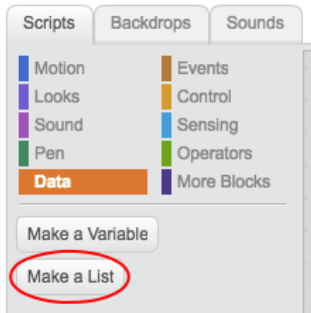 Scripts Backdrops Sounds
Motion Events
Looks Control
Sound Sensing
Pen Operators
Data More Blocks
Make a Variable
Make a List